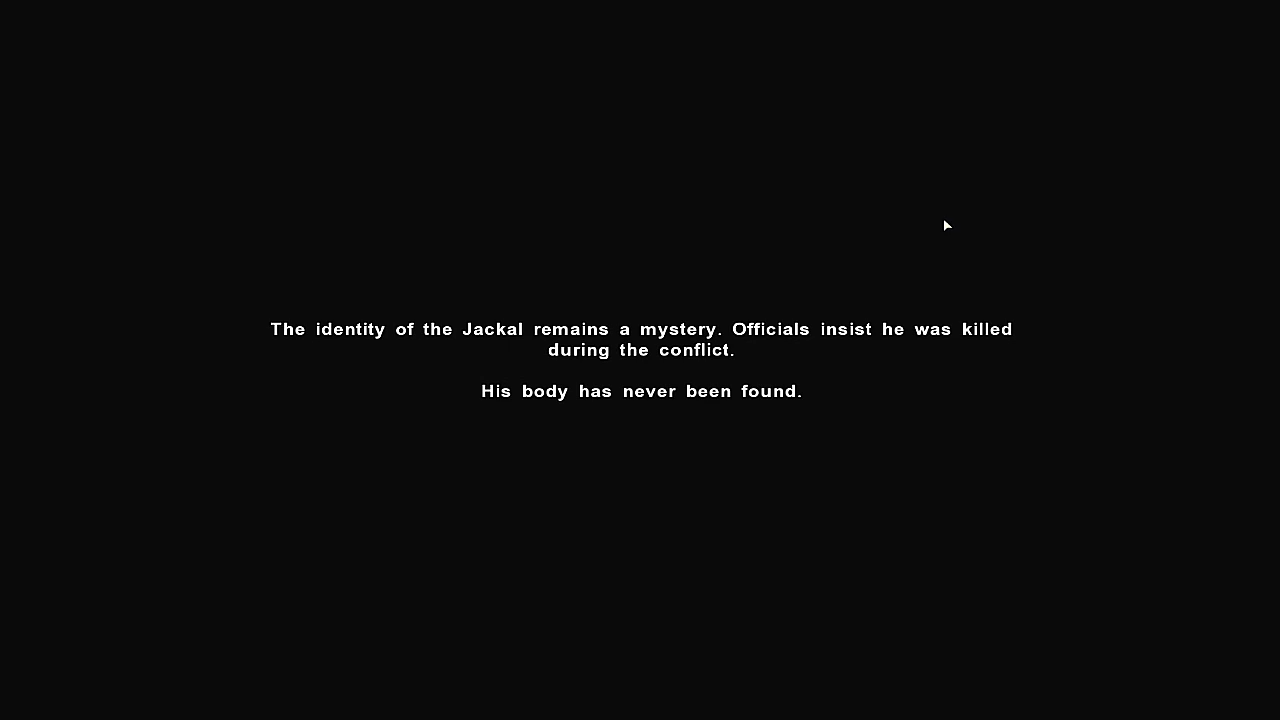 The identity of the Jackal remains a mystery. Officials insist he was killed
during the conflict.
His body has never been found.